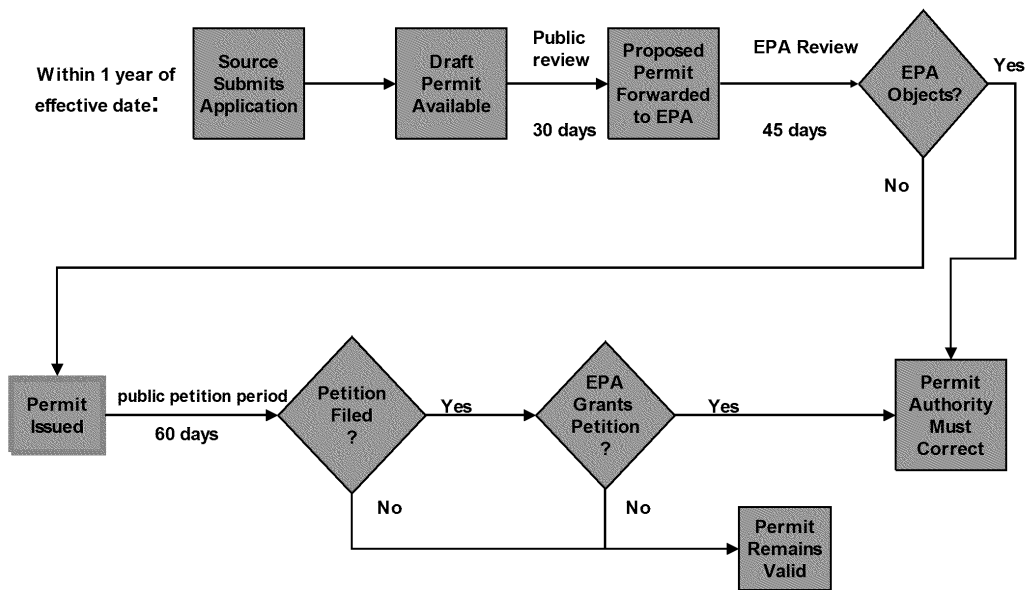 Within 1 year of
effective date:
Source
Submits
Application
Draft
Permit
Available
Public
review
30 days
Proposed
Permit
Forwarded
to EPA
EPA Review
45 days
EPA
Objects?
Yes
No
Permit
Issued
public petition period
60 days
Petition
Filed
?
Yes
No
EPA
Grants
Petition
?
Yes
No
Permit
Authority
Must
Correct
Permit
Remains
Valid